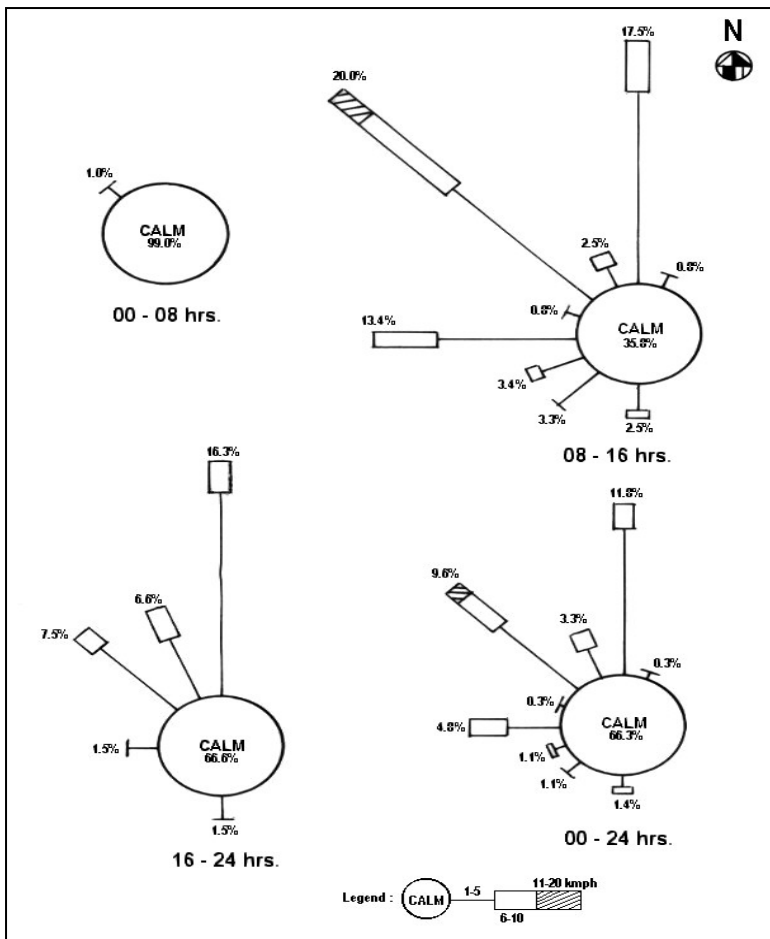 N
1.0%
CALM
99.0%
00 - 08 hrs.
17.5%
20.0%
2.5%
0.8%
0.8%
13.4%
CALM
35.8%
3.4%
3.3%
2.5%
08 - 16 hrs.
16.3%
6.6%
7.5%
1.5%
CALM
66.6%
1.5%
16 - 24 hrs.
11.8%
9.6%
3.3%
0.3%
0.3%
4.8%
CALM
66.3%
1.1%
1.1%
1.4%
00 - 24 hrs.
Legend :
CALM
1-5
6-10
11-20 kmph